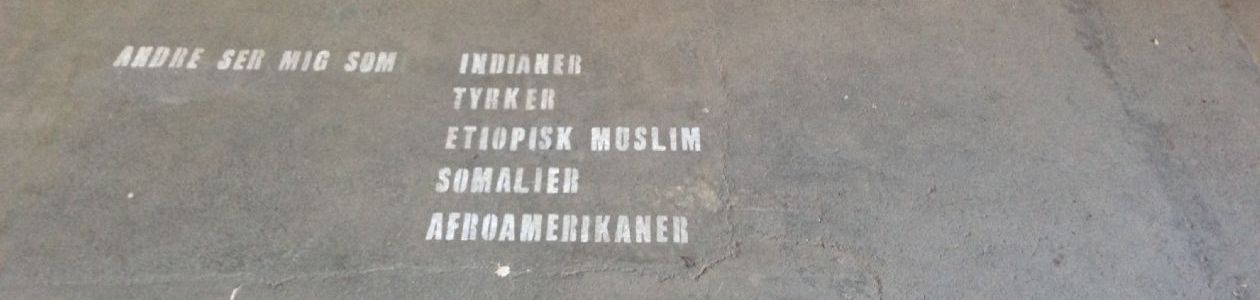 ANDRE SER MIG SOM INDIANER
TYRKER
ETIOPISK MUSLIM
SOMALIER
AFROAMERIKANER